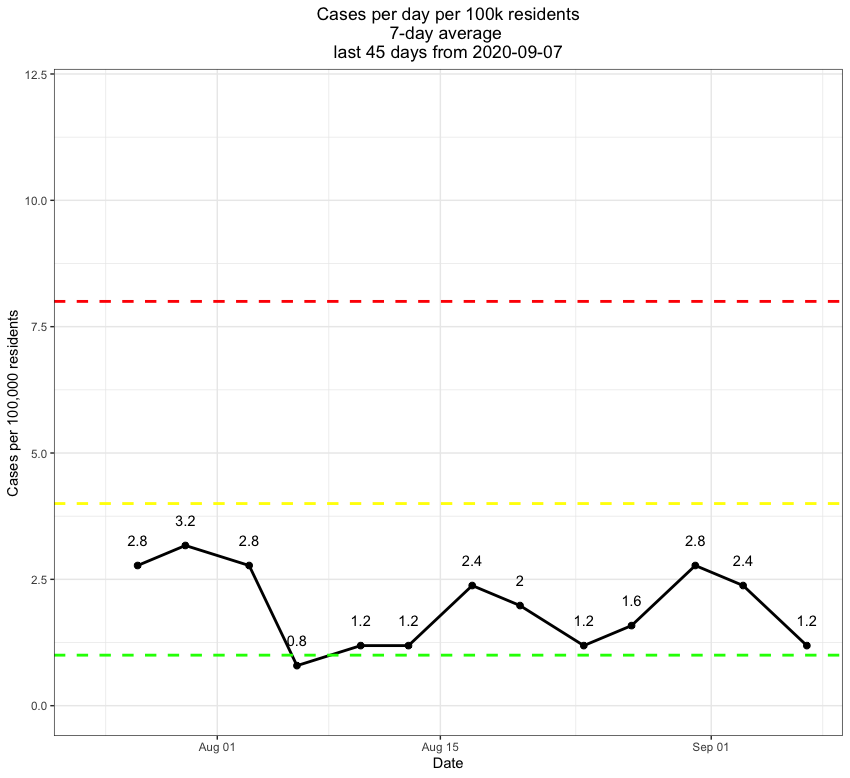 Cases per day per 100k residents
7-day average
last 45 days from 2020-09-07
12.5
10.0
7.5
5.0
2.5
0.0
Cases per 100,000 residents
2.8
3.2
2.8
0.8
1.2
1.2
2.4
2
1.2
1.6
2.8
2.4
1.2
Aug 01
Aug 15
Sep 01
Date